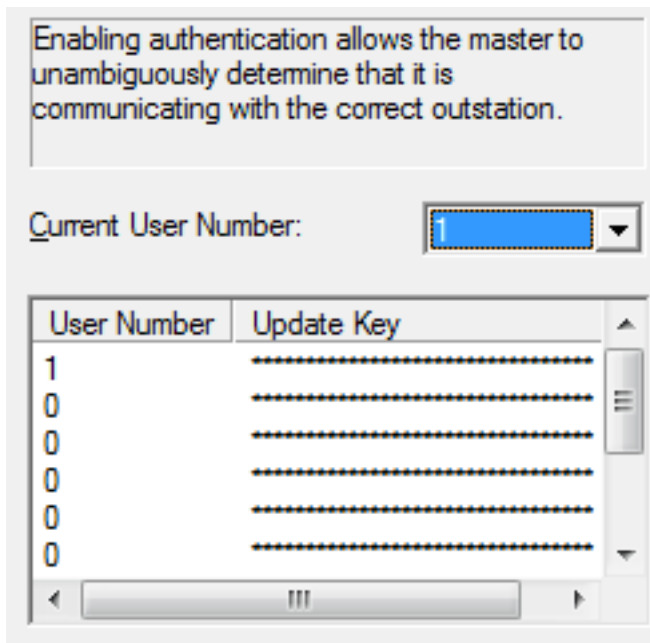 Enabling authentication allows the master to
unambiguously determine that it is
communicating with the correct outstation.
Current User Number: 1
User Number Update Key
1 ********************************
0 ********************************
0 ********************************
0 ********************************
0 ********************************
0 ********************************